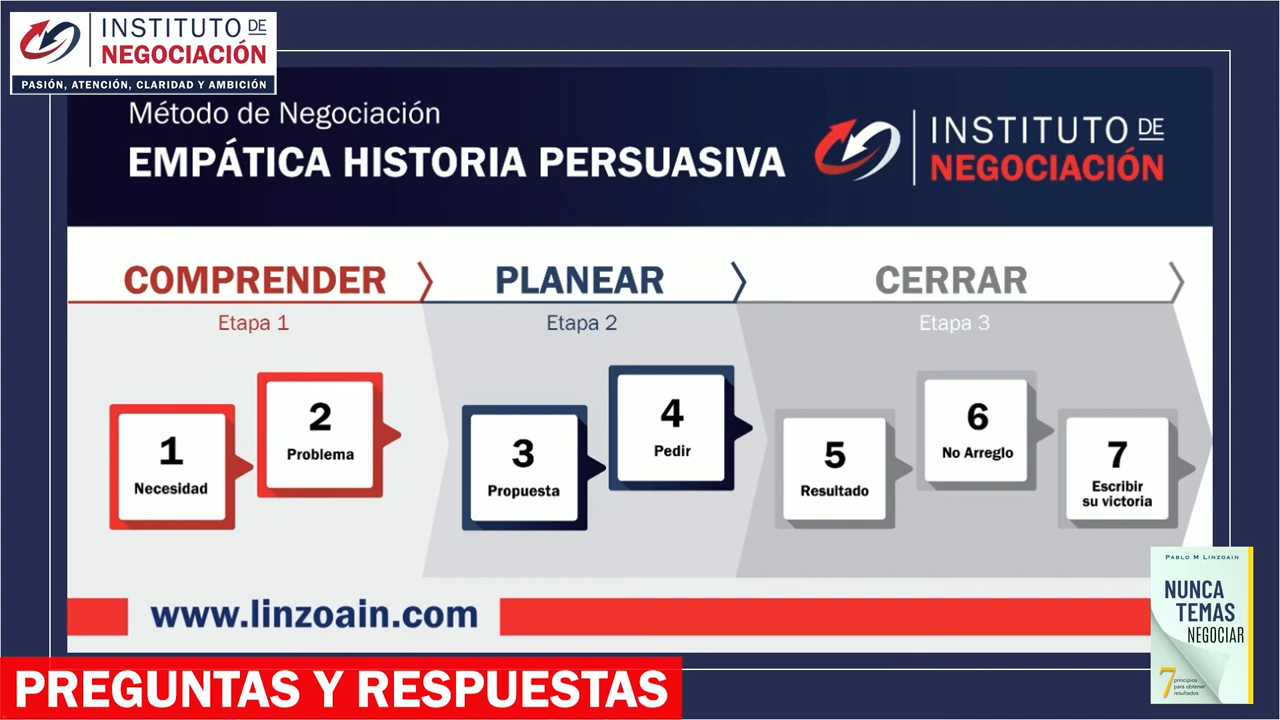 INSTITUTO DE
NEGOCIACIÓN
PASIÓN, ATENCIÓN, CLARIDAD Y AMBICIÓN
Método de Negociación
EMPÁTICA HISTORIA PERSUASIVA
INSTITUTO DE
NEGOCIACIÓN
COMPRENDER
Etapa 1
PLANEAR
Etapa 2
CERRAR
Etapa 3
1
Necesidad
2
Problema
3
Propuesta
4
Pedir
5
Resultado
6
No Arreglo
7
Escribir
su victoria
www.linzoain.com
PABLO M LINZOAIN
NUNCA
TEMAS
NEGOCIAR
7 principios
para obtener
resultados
PREGUNTAS Y RESPUESTAS